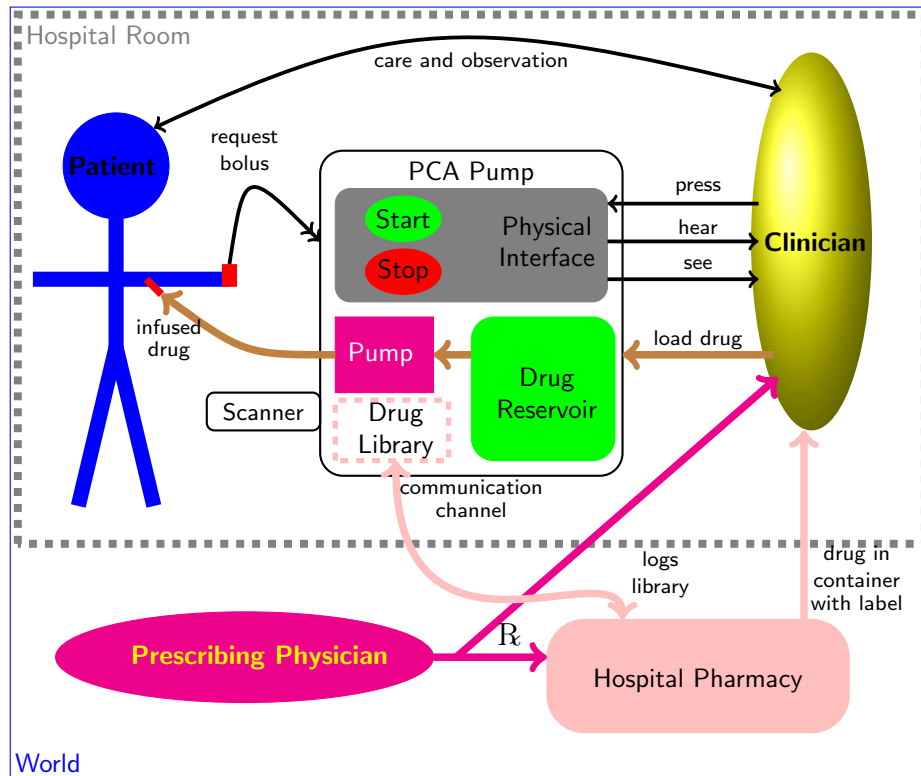 Hospital Room
care and observation
request
bolus
Patient
PCA Pump
Start
Stop
Physical
Interface
press
hear
see
Clinician
infused
drug
Pump
Drug
Reservoir
load drug
Scanner
Drug
Library
communication
channel
logs
library
drug in
container
with label
Prescribing Physician
℞
Hospital Pharmacy
World